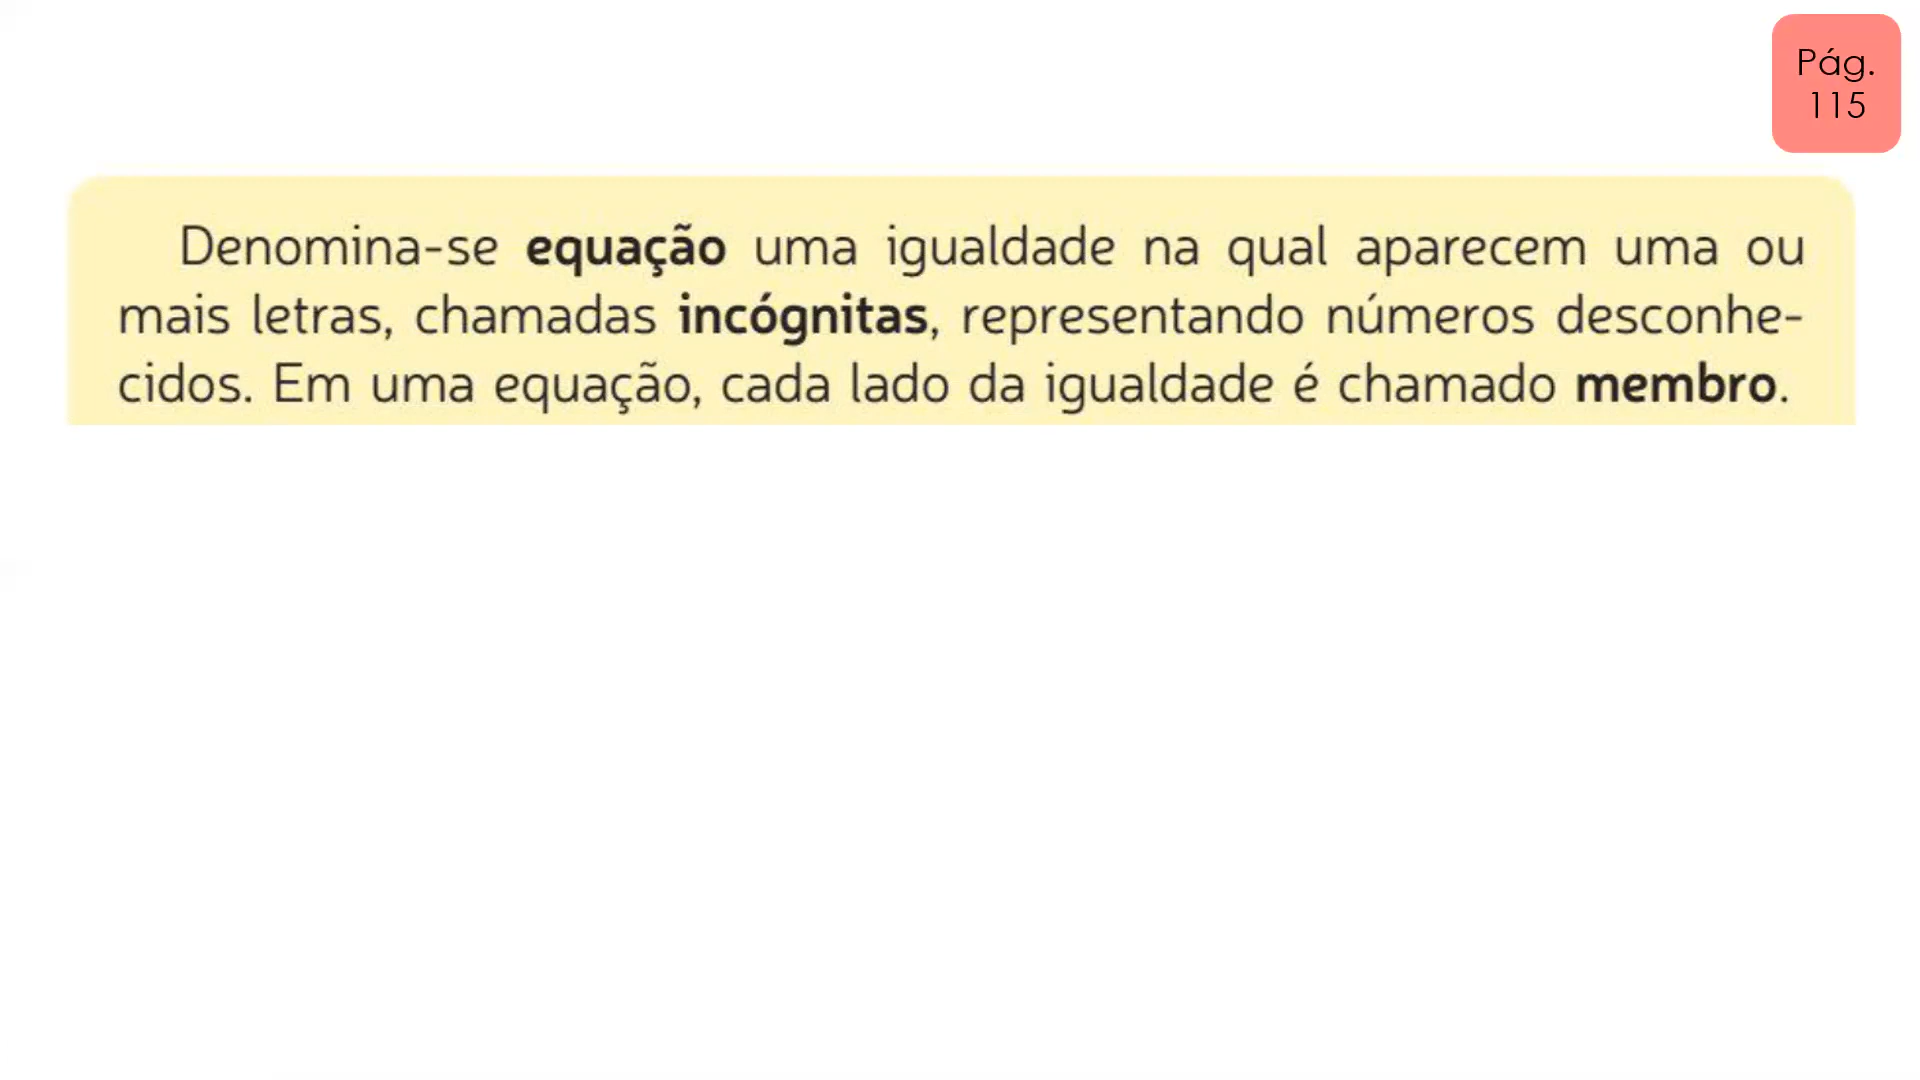 Pág.
115
Denomina-se equação uma igualdade na qual aparecem uma ou
mais letras, chamadas incógnitas, representando números desconhe-
cidos. Em uma equação, cada lado da igualdade é chamado membro.